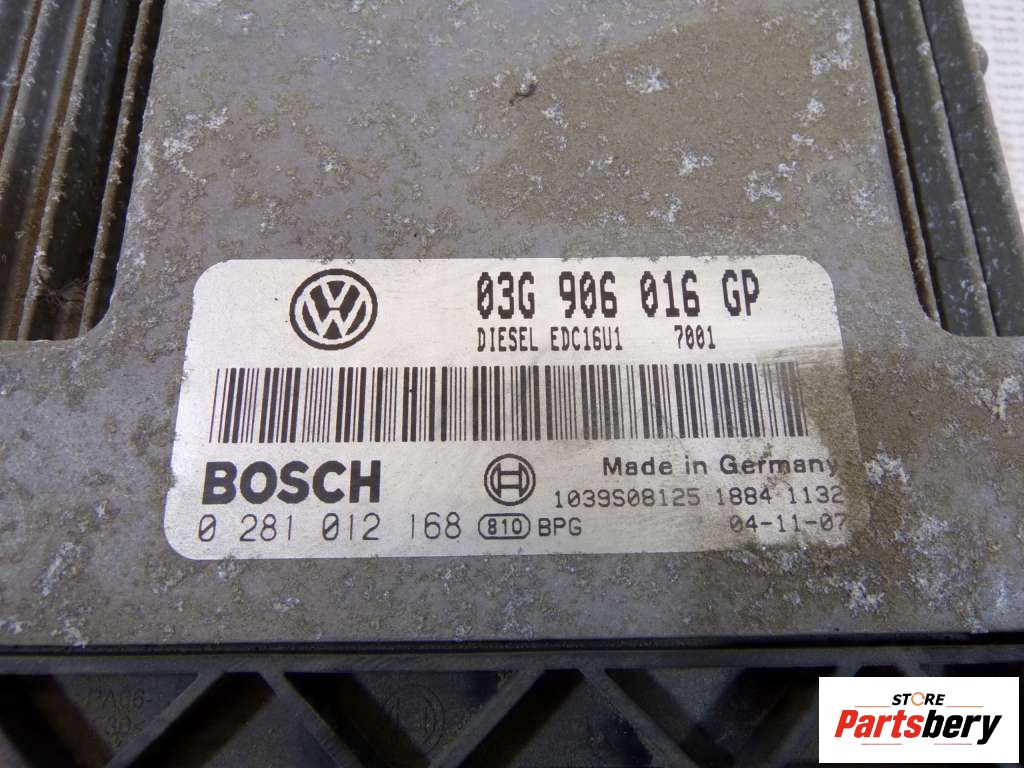 03G 906 016 GP
DIESEL EDC16U1 7001
BOSCH
Made in Germany
1039S08125 1884 1132
0 281 012 168 810 BPG
04-11-07
STORE
Partsbery